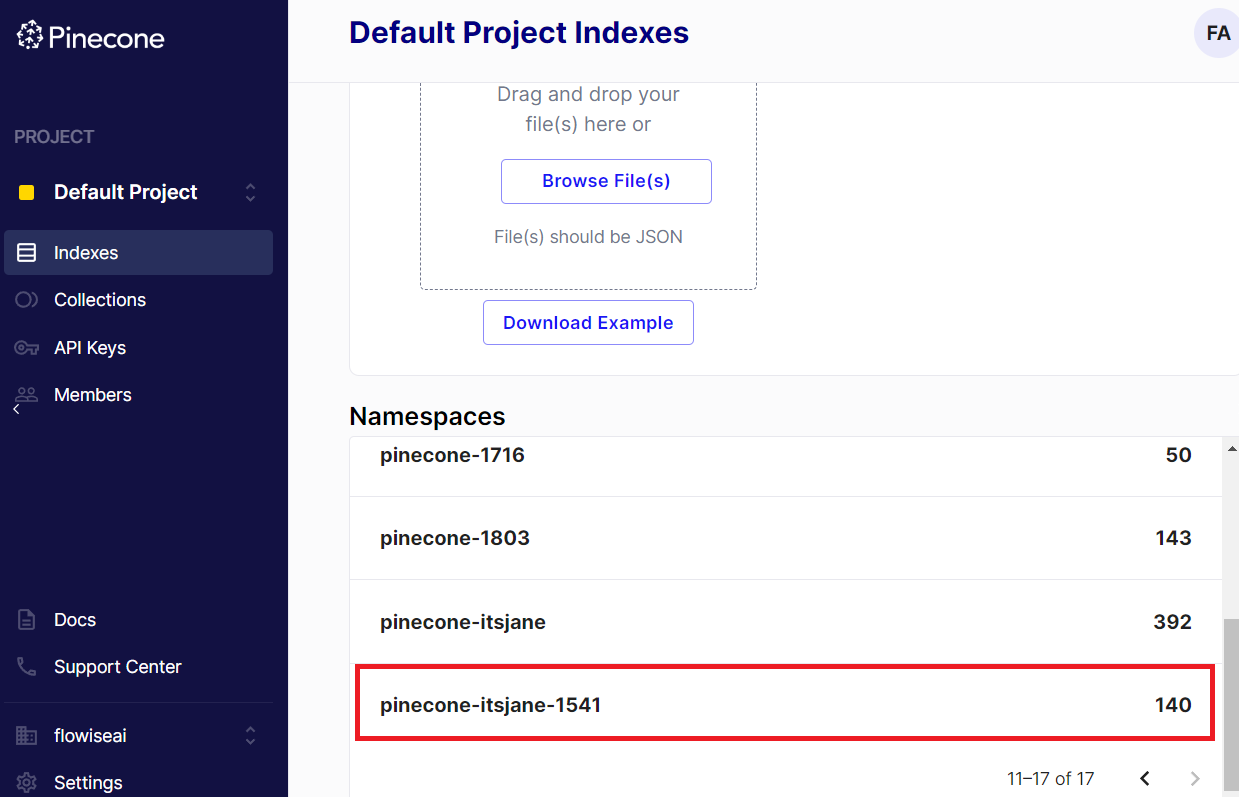 Pinecone
PROJECT
Default Project
Indexes
Collections
API Keys
Members
Docs
Support Center
flowiseai
Settings
Default Project Indexes
FA
Drag and drop your
file(s) here or
Browse File(s)
File(s) should be JSON
Download Example
Namespaces
pinecone-1716 50
pinecone-1803 143
pinecone-itsjane 392
pinecone-itsjane-1541 140
11–17 of 17